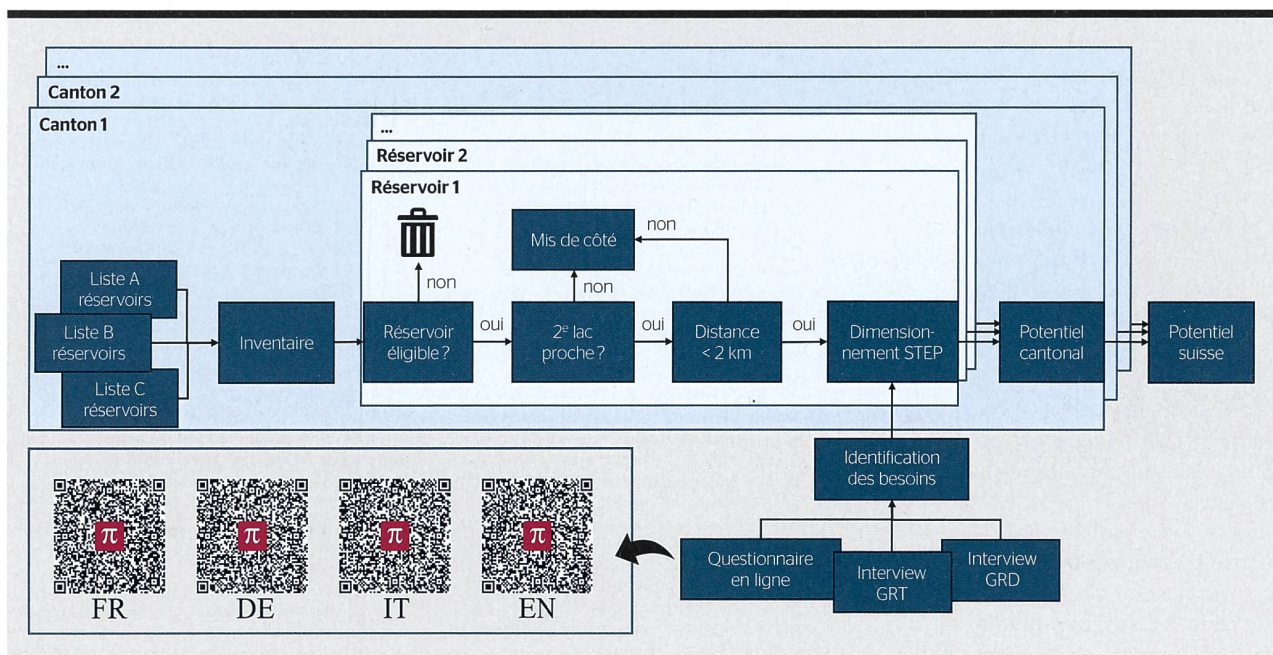 ...
Canton 2
Canton 1
...
Réservoir 2
Réservoir 1
Mis de côté
non
non
non
Liste A
réservoirs
Liste B
réservoirs
Liste C
réservoirs
Inventaire
Réservoir
éligible ?
oui
2e lac
proche ?
oui
Distance
< 2 km
oui
Dimension-
nement STEP
Potentiel
cantonal
Potentiel
suisse
Identification
des besoins
Questionnaire
en ligne
Interview
GRT
Interview
GRD
π
π
π
π
FR
DE
IT
EN